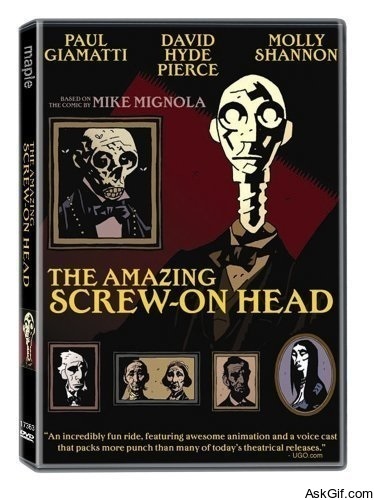 PAUL GIAMATTI
DAVID HYDE PIERCE
MOLLY SHANNON
BASED ON THE COMIC BY MIKE MIGNOLA
THE AMAZING
SCREW-ON HEAD
"An incredibly fun ride, featuring awesome animation and a voice cast
that packs more punch than many of today's theatrical releases."
- UGO.com
maple
THE AMAZING
SCREW-ON HEAD
DVD
AskGif.com